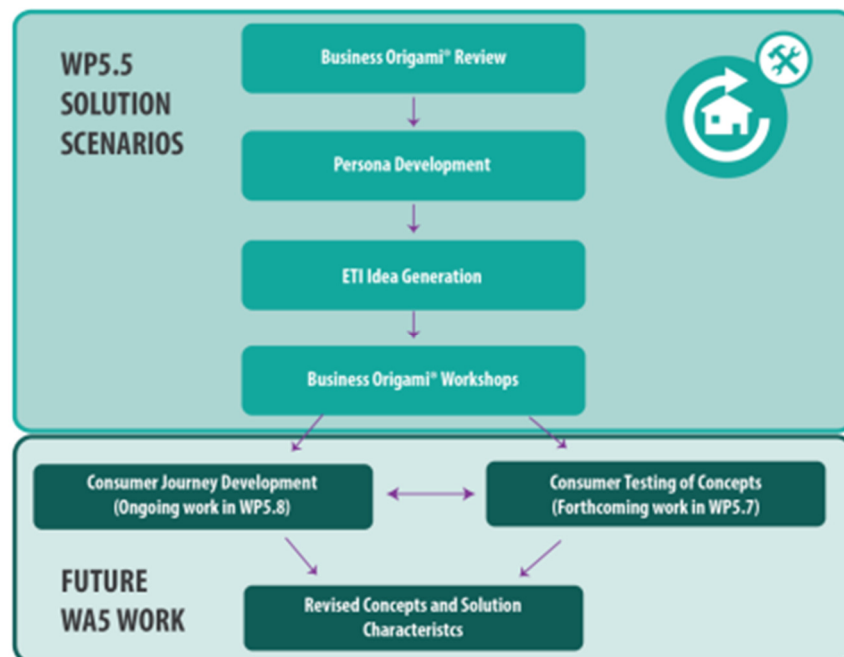 WP5.5
SOLUTION
SCENARIOS
Business Origami® Review
Persona Development
ETI Idea Generation
Business Origami® Workshops
Consumer Journey Development
(Ongoing work in WP5.8)
Consumer Testing of Concepts
(Forthcoming work in WP5.7)
FUTURE
WA5 WORK
Revised Concepts and Solution
Characteristcs